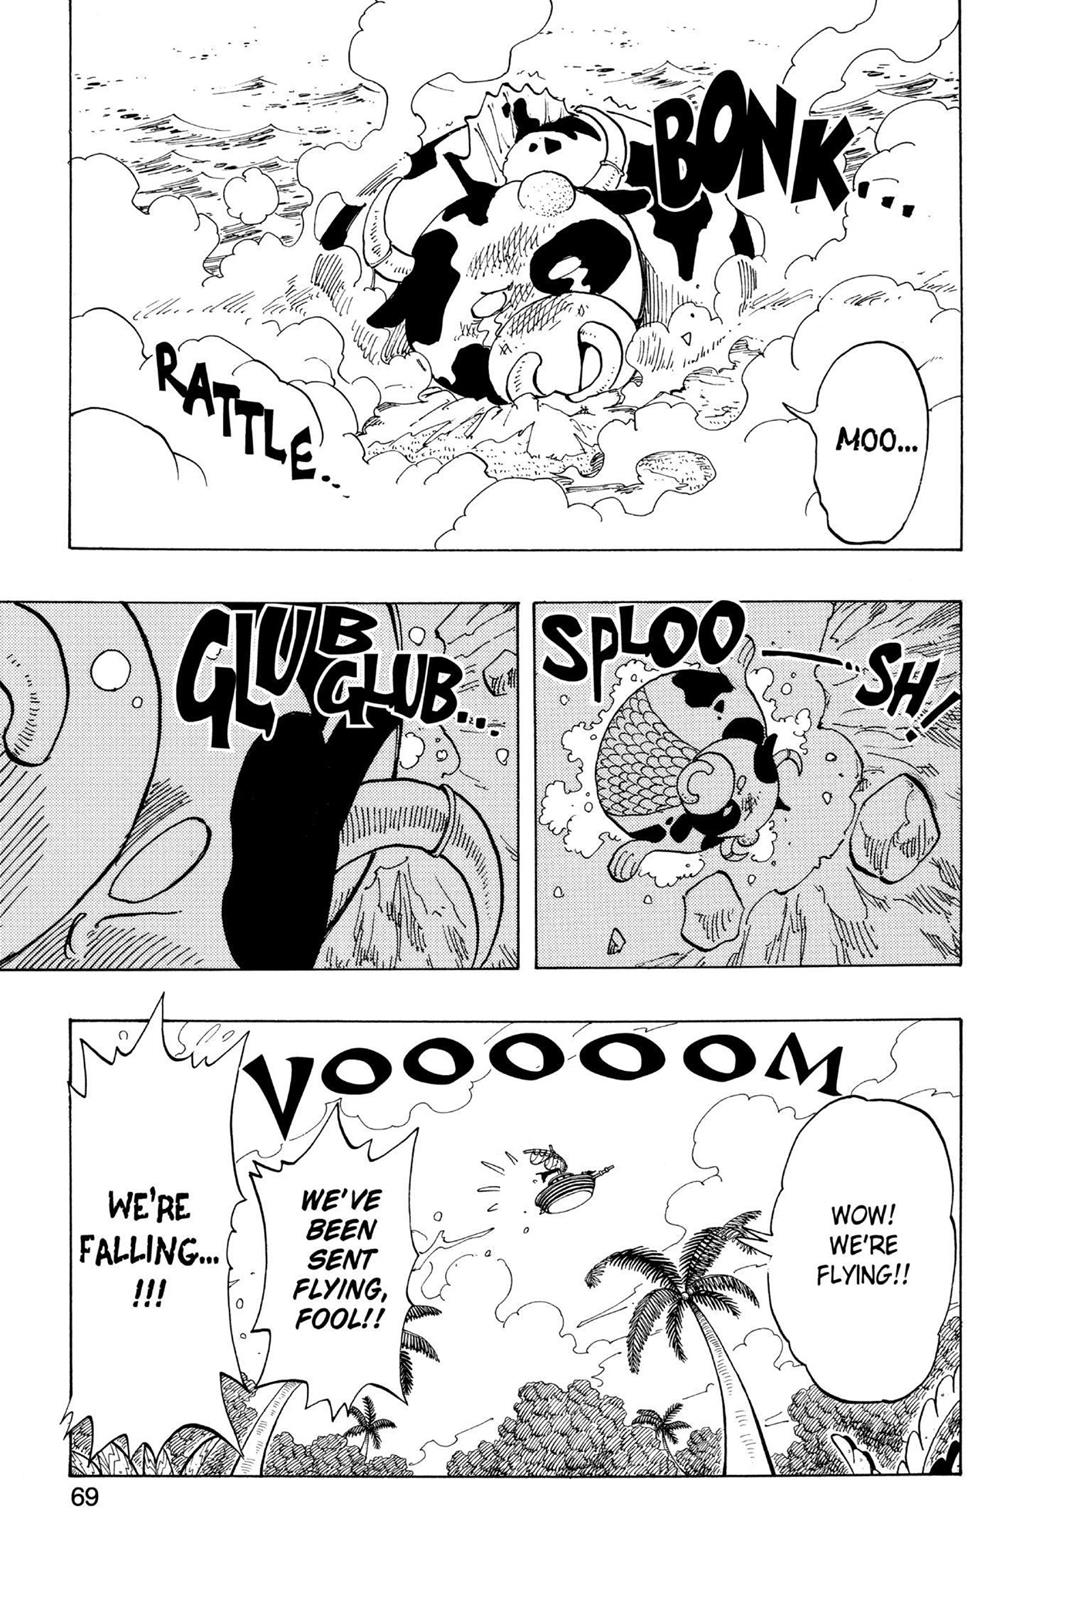 BONK...
MOO...
RATTLE...
SPLOO—...SH!
GLUB
GLUB...
VOOOOOM
WOW!
WE'RE
FLYING!!
WE'VE
BEEN
SENT
FLYING,
FOOL!!
WE'RE
FALLING...
!!!
69